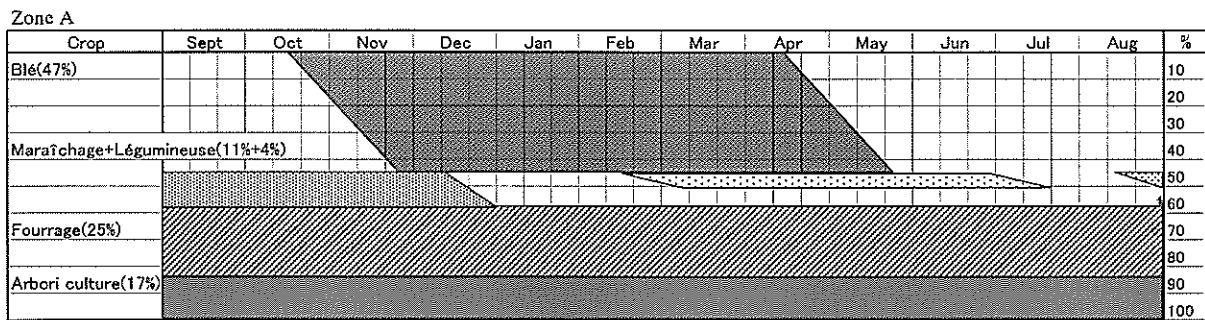 Zone A
Crop Sept Oct Nov Dec Jan Feb Mar Apr May Jun Jul Aug %
Blé(47%)
10
20
30
Maraîchage+Légumineuse(11%+4%)
40
50
60
Fourrage(25%)
70
80
Arbori culture(17%)
90
100